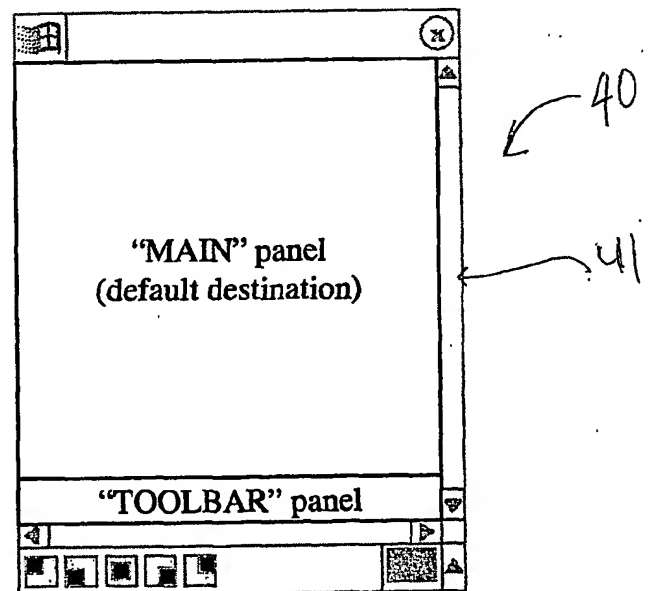 x
40
"MAIN" panel
(default destination)
41
"TOOLBAR" panel